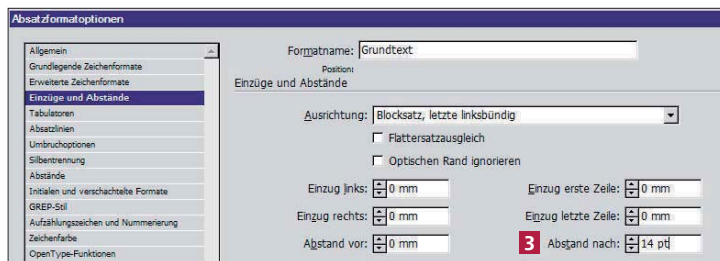 Absatzformatoptionen
Allgemein
Grundlegende Zeichenformate
Erweiterte Zeichenformate
Einzüge und Abstände
Tabulatoren
Absatzlinien
Umbruchoptionen
Silbentrennung
Abstände
Initialen und verschachtelte Formate
GREP-Stil
Aufzählungszeichen und Nummerierung
Zeichenfarbe
OpenType-Funktionen
Formatname: Grundtext
Position:
Einzüge und Abstände
Ausrichtung: Blocksatz, letzte linksbündig
Flattersatzausgleich
Optischen Rand ignorieren
Einzug links: 0 mm Einzug erste Zeile: 0 mm
Einzug rechts: 0 mm Einzug letzte Zeile: 0 mm
Abstand vor: 0 mm 3 Abstand nach: 14 pt